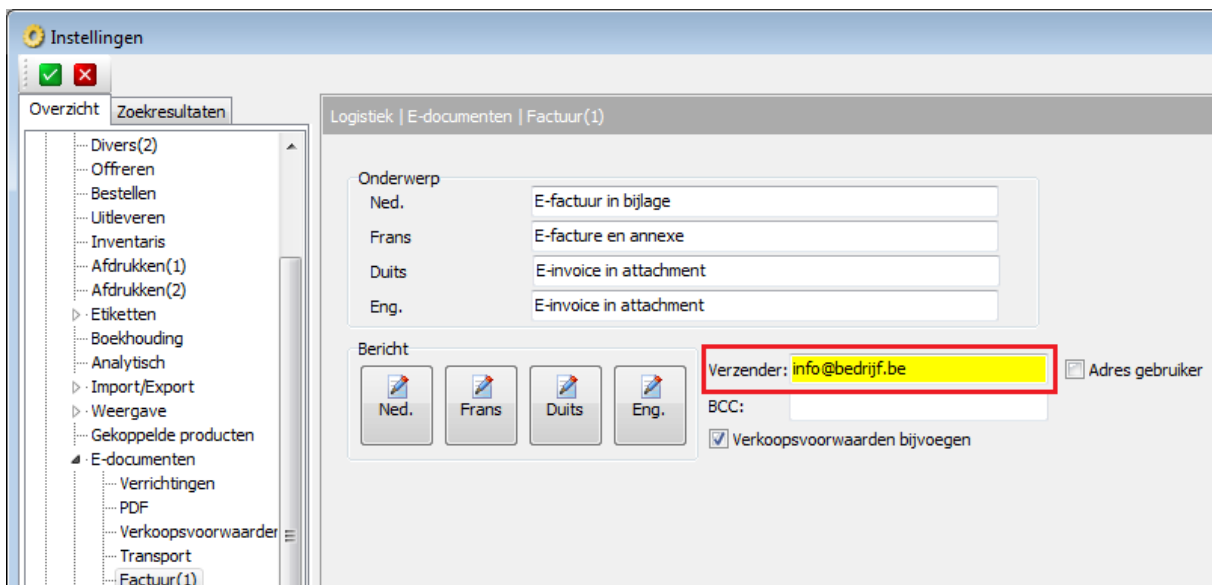 Instellingen
Overzicht
Zoekresultaten
Divers(2)
Offreren
Bestellen
Uitleveren
Inventaris
Afdrukken(1)
Afdrukken(2)
Etiketten
Boekhouding
Analytisch
Import/Export
Weergave
Gekoppelde producten
E-documenten
Verrichtingen
PDF
Verkoopsvoorwaarden
Transport
Factuur(1)
Logistiek | E-documenten | Factuur(1)
Onderwerp
Ned. E-factuur in bijlage
Frans E-facture en annexe
Duits E-invoice in attachment
Eng. E-invoice in attachment
Bericht
Ned. Frans Duits Eng.
Verzender: info@bedrijf.be Adres gebruiker
BCC:
Verkoopsvoorwaarden bijvoegen